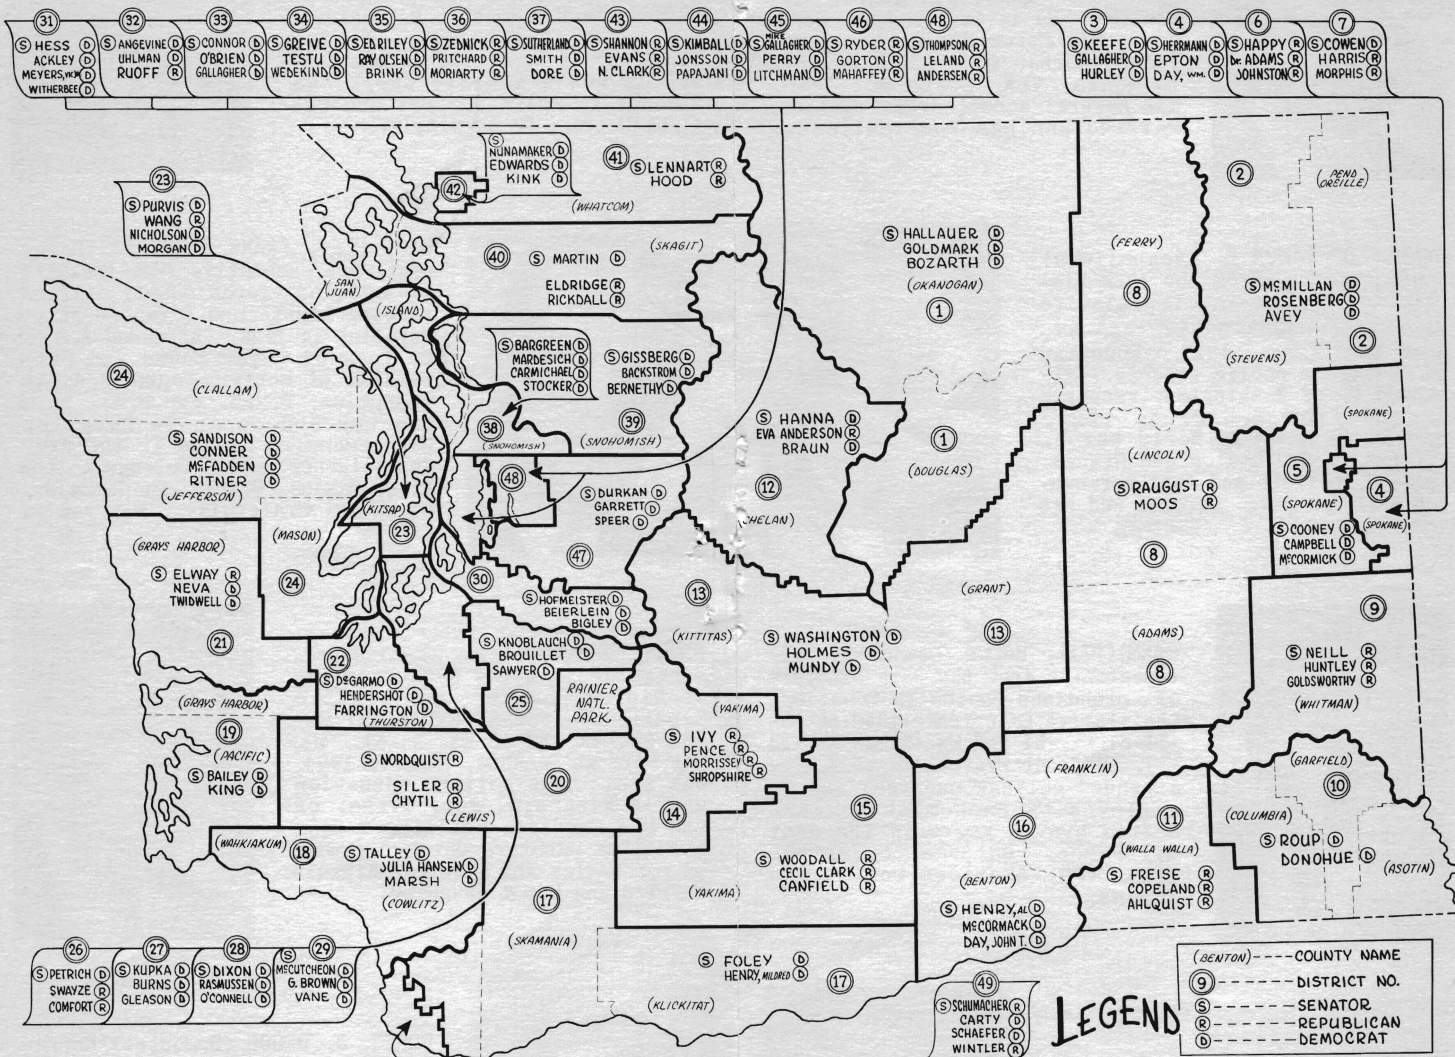 31
Ⓢ HESS Ⓓ
ACKLEY Ⓓ
MEYERS, VIC JR. Ⓓ
WITHERBEE Ⓓ
32
Ⓢ ANGEVINE Ⓓ
UHLMAN Ⓓ
RUOFF Ⓡ
33
Ⓢ CONNOR Ⓓ
O'BRIEN Ⓓ
GALLAGHER Ⓓ
34
Ⓢ GREIVE Ⓓ
TESTU Ⓓ
WEDEKIND Ⓓ
35
Ⓢ ED RILEY Ⓓ
RAY OLSEN Ⓓ
BRINK Ⓓ
36
Ⓢ ZEDNICK Ⓡ
PRITCHARD Ⓡ
MORIARTY Ⓡ
37
Ⓢ SUTHERLAND Ⓓ
SMITH Ⓓ
DORE Ⓓ
43
Ⓢ SHANNON Ⓡ
EVANS Ⓡ
N. CLARK Ⓡ
44
Ⓢ KIMBALL Ⓓ
JONSSON Ⓓ
PAPAJANI Ⓓ
45
Ⓢ MIKE GALLAGHER Ⓓ
PERRY Ⓓ
LITCHMAN Ⓓ
46
Ⓢ RYDER Ⓡ
GORTON Ⓡ
MAHAFFEY Ⓡ
48
Ⓢ THOMPSON Ⓡ
LELAND Ⓡ
ANDERSEN Ⓡ
3
Ⓢ KEEFE Ⓓ
GALLAGHER Ⓓ
HURLEY Ⓓ
4
Ⓢ HERRMANN Ⓓ
EPTON Ⓓ
DAY, WM. Ⓓ
6
Ⓢ HAPPY Ⓡ
Dr. ADAMS Ⓡ
JOHNSTON Ⓡ
7
Ⓢ COWEN Ⓓ
HARRIS Ⓡ
MORPHIS Ⓡ
23
Ⓢ PURVIS Ⓓ
WANG Ⓡ
NICHOLSON Ⓓ
MORGAN Ⓓ
Ⓢ
NUNAMAKER Ⓓ
EDWARDS Ⓓ
KINK Ⓓ
42
41
Ⓢ LENNART Ⓡ
HOOD Ⓡ
(WHATCOM)
(SKAGIT)
40
Ⓢ MARTIN Ⓓ
ELDRIDGE Ⓡ
RICKDALL Ⓡ
(SAN JUAN)
(ISLAND)
Ⓢ HALLAUER Ⓓ
GOLDMARK Ⓓ
BOZARTH Ⓓ
(OKANOGAN)
1
(FERRY)
8
2
(PEND OREILLE)
Ⓢ McMILLAN Ⓓ
ROSENBERG Ⓓ
AVEY Ⓓ
2
(STEVENS)
24
(CLALLAM)
Ⓢ SANDISON Ⓓ
CONNER Ⓓ
McFADDEN Ⓓ
RITNER Ⓓ
(JEFFERSON)
Ⓢ BARGREEN Ⓓ
MARDESICH Ⓓ
CARMICHAEL Ⓓ
STOCKER Ⓓ
38
(SNOHOMISH)
Ⓢ GISSBERG Ⓓ
BACKSTROM Ⓓ
BERNETHY Ⓓ
39
(SNOHOMISH)
Ⓢ HANNA Ⓓ
EVA ANDERSON Ⓡ
BRAUN Ⓓ
12
(CHELAN)
1
(DOUGLAS)
(LINCOLN)
Ⓢ RAUGUST Ⓡ
MOOS Ⓡ
8
(SPOKANE)
5
(SPOKANE)
4
(SPOKANE)
Ⓢ COONEY Ⓓ
CAMPBELL Ⓓ
McCORMICK Ⓓ
48
Ⓢ DURKAN Ⓓ
GARRETT Ⓓ
SPEER Ⓓ
47
(KITSAP)
23
(MASON)
24
(GRAYS HARBOR)
Ⓢ ELWAY Ⓡ
NEVA Ⓓ
TWIDWELL Ⓓ
21
(GRAYS HARBOR)
30
Ⓢ HOFMEISTER Ⓓ
BEIERLEIN Ⓓ
BIGLEY Ⓓ
13
(KITTITAS)
Ⓢ WASHINGTON Ⓓ
HOLMES Ⓓ
MUNDY Ⓓ
(GRANT)
13
(ADAMS)
8
9
Ⓢ NEILL Ⓡ
HUNTLEY Ⓡ
GOLDSWORTHY Ⓡ
(WHITMAN)
22
Ⓢ DeGARMO Ⓓ
HENDERSHOT Ⓓ
FARRINGTON Ⓓ
(THURSTON)
Ⓢ KNOBLAUCH Ⓓ
BROUILLET Ⓓ
SAWYER Ⓓ
25
RAINIER
NATL.
PARK
(YAKIMA)
Ⓢ IVY Ⓡ
PENCE Ⓡ
MORRISSEY Ⓡ
SHROPSHIRE Ⓡ
14
19
(PACIFIC)
Ⓢ BAILEY Ⓓ
KING Ⓓ
Ⓢ NORDQUIST Ⓡ
SILER Ⓡ
CHYTIL Ⓡ
(LEWIS)
20
(FRANKLIN)
16
(GARFIELD)
10
(COLUMBIA)
Ⓢ ROUP Ⓓ
DONOHUE Ⓓ
(ASOTIN)
11
(WALLA WALLA)
Ⓢ FREISE Ⓡ
COPELAND Ⓡ
AHLQUIST Ⓡ
(WAHKIAKUM)
18
Ⓢ TALLEY Ⓓ
JULIA HANSEN Ⓓ
MARSH Ⓓ
(COWLITZ)
17
(SKAMANIA)
15
Ⓢ WOODALL Ⓡ
CECIL CLARK Ⓡ
CANFIELD Ⓡ
(YAKIMA)
(BENTON)
Ⓢ HENRY, AL Ⓓ
McCORMACK Ⓓ
DAY, JOHN T. Ⓓ
Ⓢ FOLEY Ⓓ
HENRY, MILDRED Ⓓ
17
(KLICKITAT)
26
Ⓢ PETRICH Ⓓ
SWAYZE Ⓡ
COMFORT Ⓡ
27
Ⓢ KUPKA Ⓓ
BURNS Ⓓ
GLEASON Ⓓ
28
Ⓢ DIXON Ⓓ
RASMUSSEN Ⓓ
O'CONNELL Ⓓ
29
Ⓢ McCUTCHEON Ⓓ
G. BROWN Ⓓ
VANE Ⓓ
49
Ⓢ SCHUMACHER Ⓡ
CARTY Ⓓ
SCHAEFER Ⓓ
WINTLER Ⓡ
LEGEND
(BENTON) ---- COUNTY NAME
9 ------ DISTRICT NO.
Ⓢ ------ SENATOR
Ⓡ ------ REPUBLICAN
Ⓓ ------ DEMOCRAT